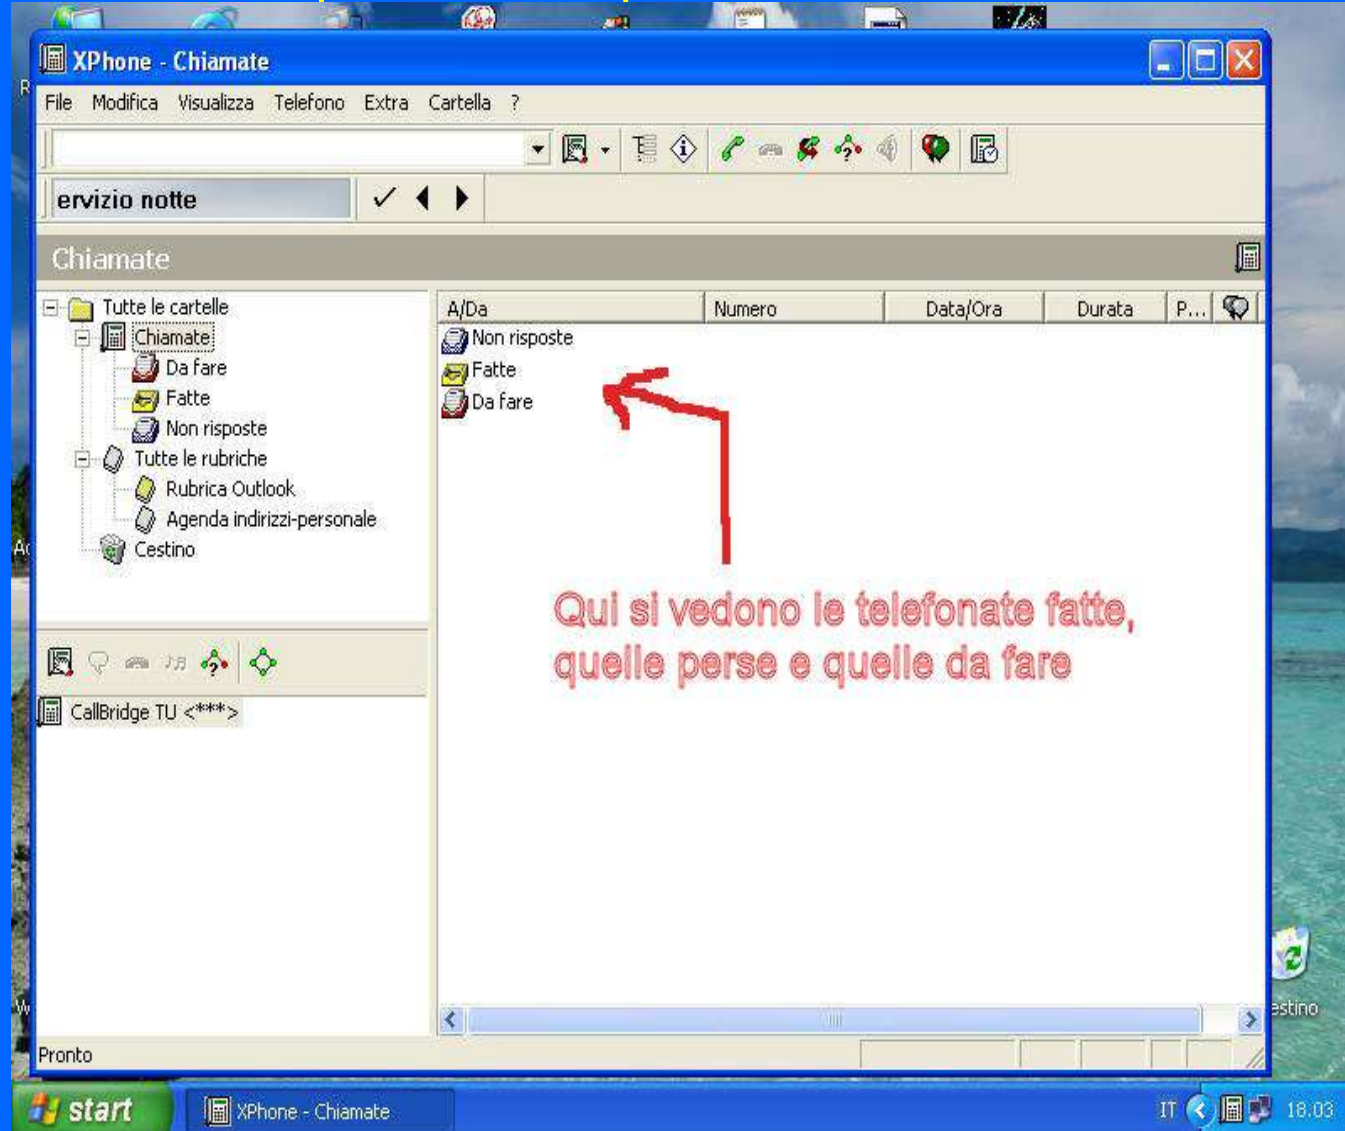 XPhone - Chiamate
File Modifica Visualizza Telefono Extra Cartella ?
ervizio notte
Chiamate
Tutte le cartelle
Chiamate
Da fare
Fatte
Non risposte
Tutte le rubriche
Rubrica Outlook
Agenda indirizzi-personale
Cestino
CallBridge TU <***>
A/Da Numero Data/Ora Durata P...
Non risposte
Fatte
Da fare
Qui si vedono le telefonate fatte,
quelle perse e quelle da fare
estino
Pronto
start XPhone - Chiamate IT 18.03